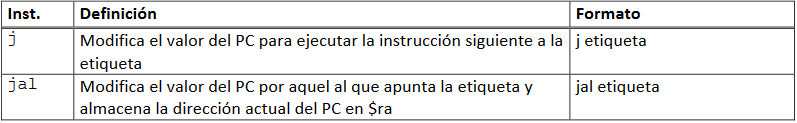 Inst. Definición Formato
j Modifica el valor del PC para ejecutar la instrucción siguiente a la j etiqueta
etiqueta
jal Modifica el valor del PC por aquel al que apunta la etiqueta y jal etiqueta
almacena la dirección actual del PC en $ra